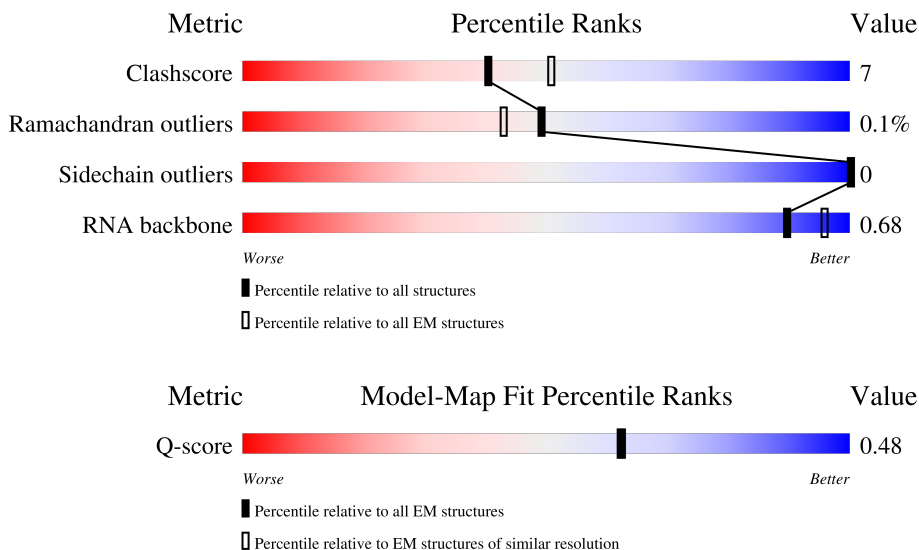 Metric Percentile Ranks Value
Clashscore 7
Ramachandran outliers 0.1%
Sidechain outliers 0
RNA backbone 0.68
Worse Better
Percentile relative to all structures
Percentile relative to all EM structures
Metric Model-Map Fit Percentile Ranks Value
Q-score 0.48
Worse Better
Percentile relative to all EM structures
Percentile relative to EM structures of similar resolution